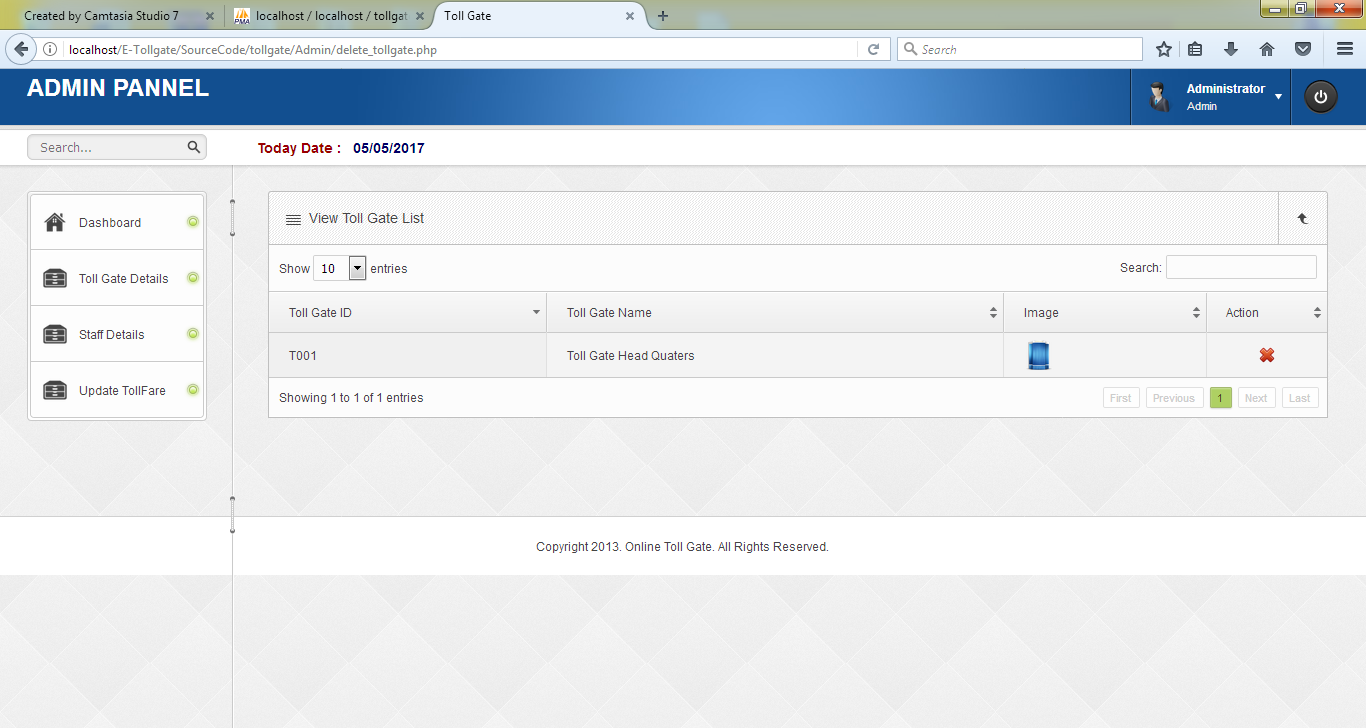 Created by Camtasia Studio 7
PMA localhost / localhost / tollgat
Toll Gate
localhost/E-Tollgate/SourceCode/tollgate/Admin/delete_tollgate.php
Search
ADMIN PANNEL
Administrator
Admin
Search...
Today Date : 05/05/2017
Dashboard
Toll Gate Details
Staff Details
Update TollFare
View Toll Gate List
Show 10 entries
Search:
Toll Gate ID Toll Gate Name Image Action
T001 Toll Gate Head Quaters
Showing 1 to 1 of 1 entries
First Previous 1 Next Last
Copyright 2013. Online Toll Gate. All Rights Reserved.